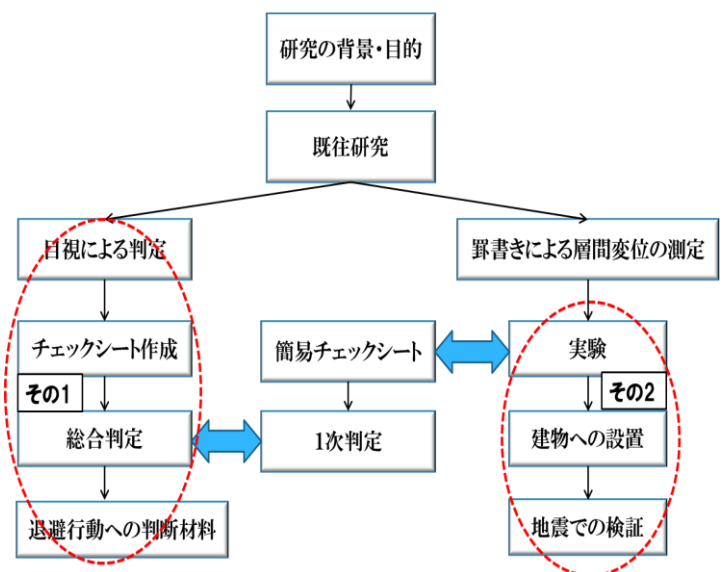 研究の背景・目的
既往研究
目視による判定
罫書きによる層間変位の測定
チェックシート作成
簡易チェックシート
実験
その1
その2
総合判定
1次判定
建物への設置
退避行動への判断材料
地震での検証